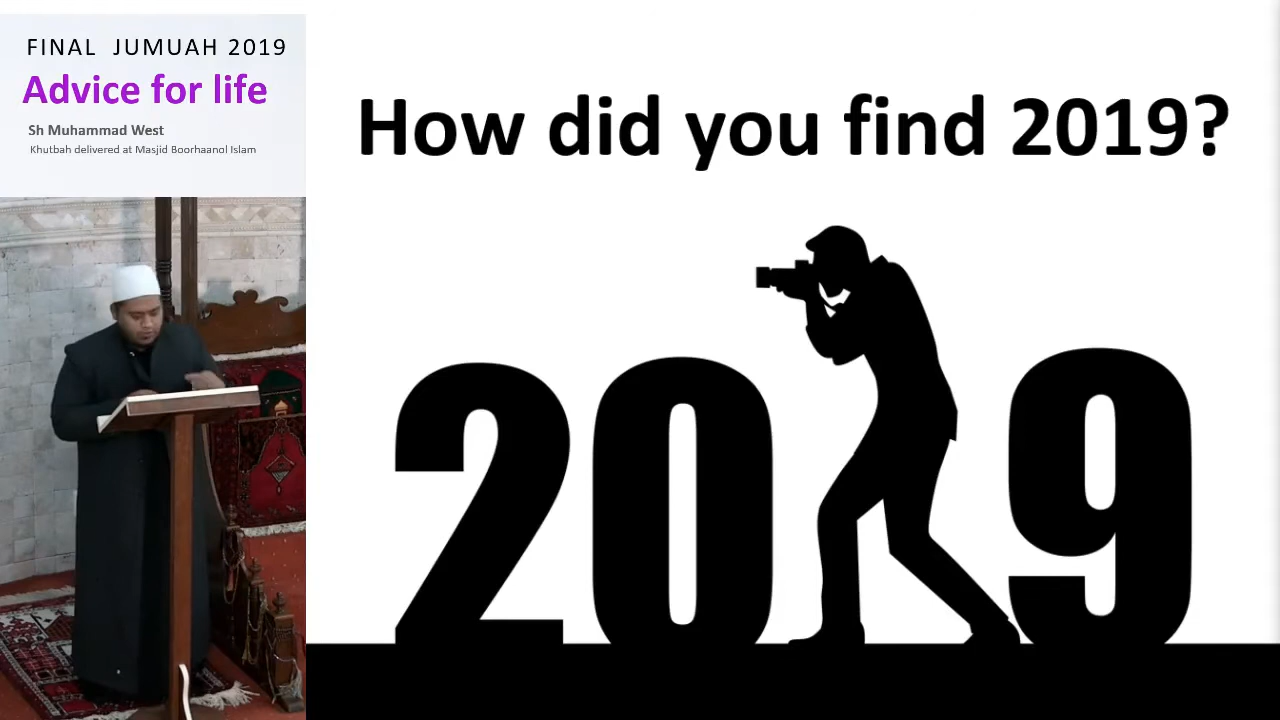 FINAL JUMUAH 2019
Advice for life
Sh Muhammad West
Khutbah delivered at Masjid Boorhaanol Islam
How did you find 2019?
2019